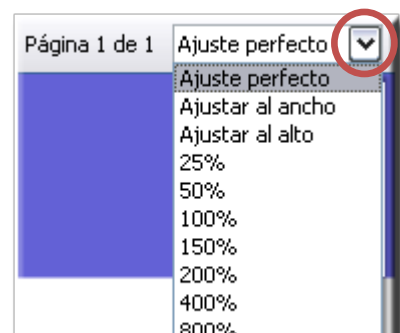 Página 1 de 1 Ajuste perfecto
Ajuste perfecto
Ajustar al ancho
Ajustar al alto
25%
50%
100%
150%
200%
400%
800%